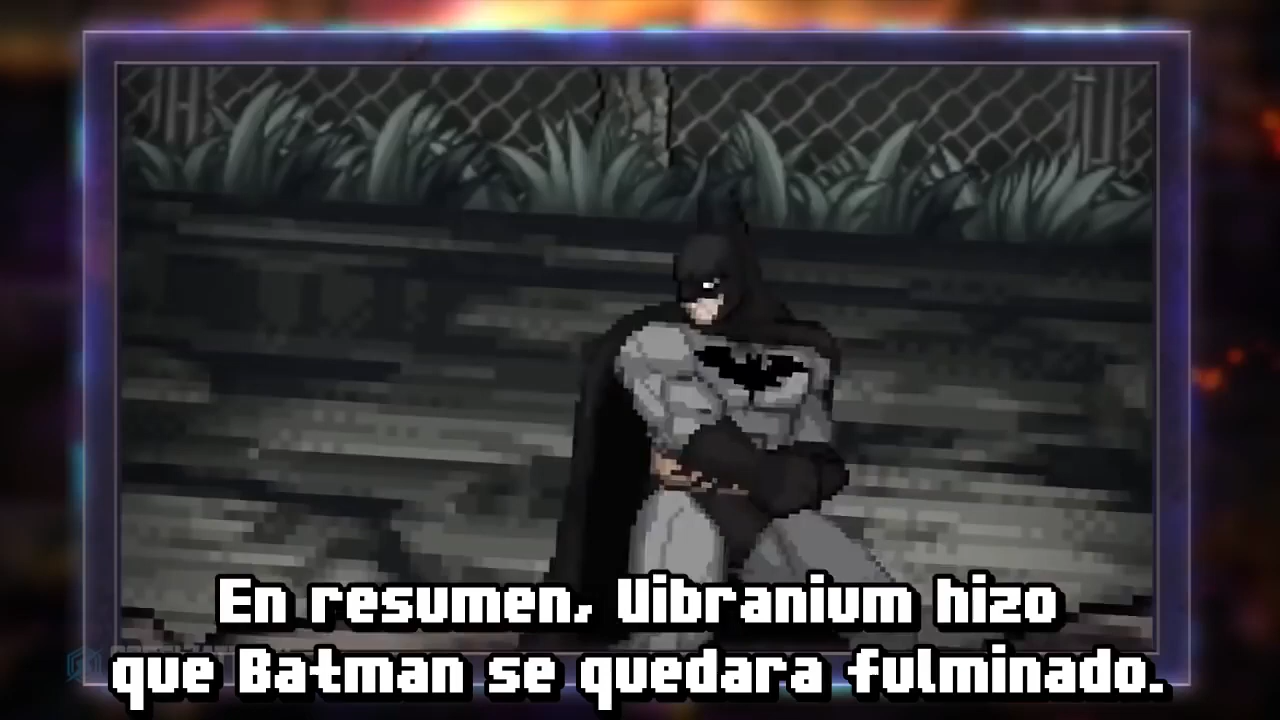 En resumen, Vibranium hizo
que Batman se quedara fulminado.